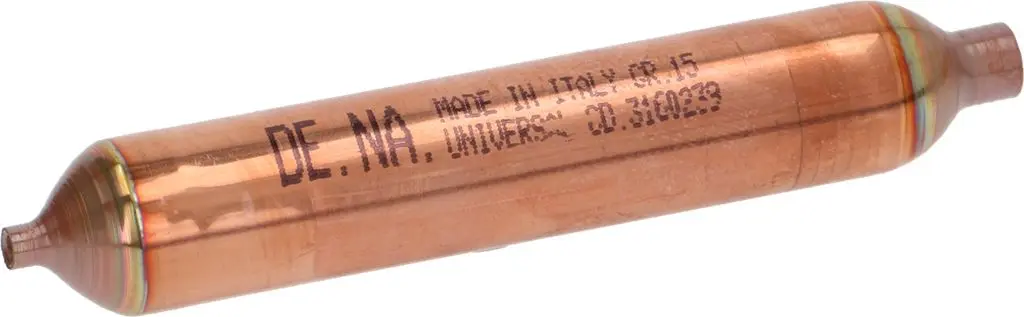 DE.NA.
MADE IN ITALY GR.15
UNIVERSAL CD.3160239